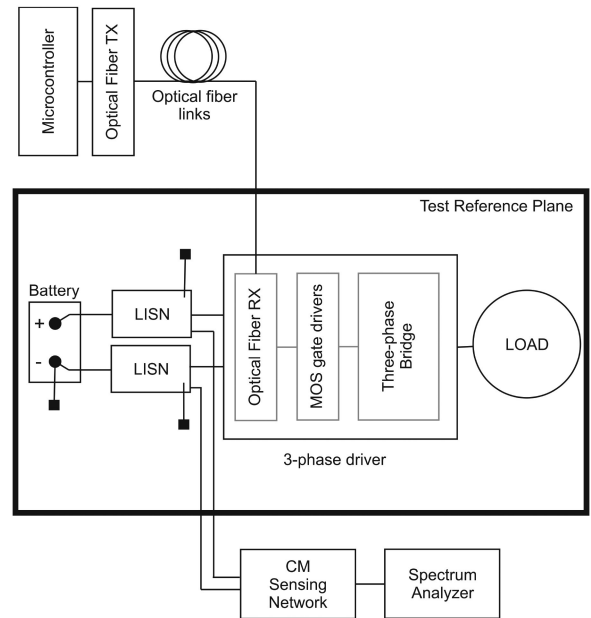 Microcontroller
Optical Fiber TX
Optical fiber
links
Test Reference Plane
Battery
+
-
LISN
LISN
Optical Fiber RX
MOS gate drivers
Three-phase
Bridge
LOAD
3-phase driver
CM
Sensing
Network
Spectrum
Analyzer